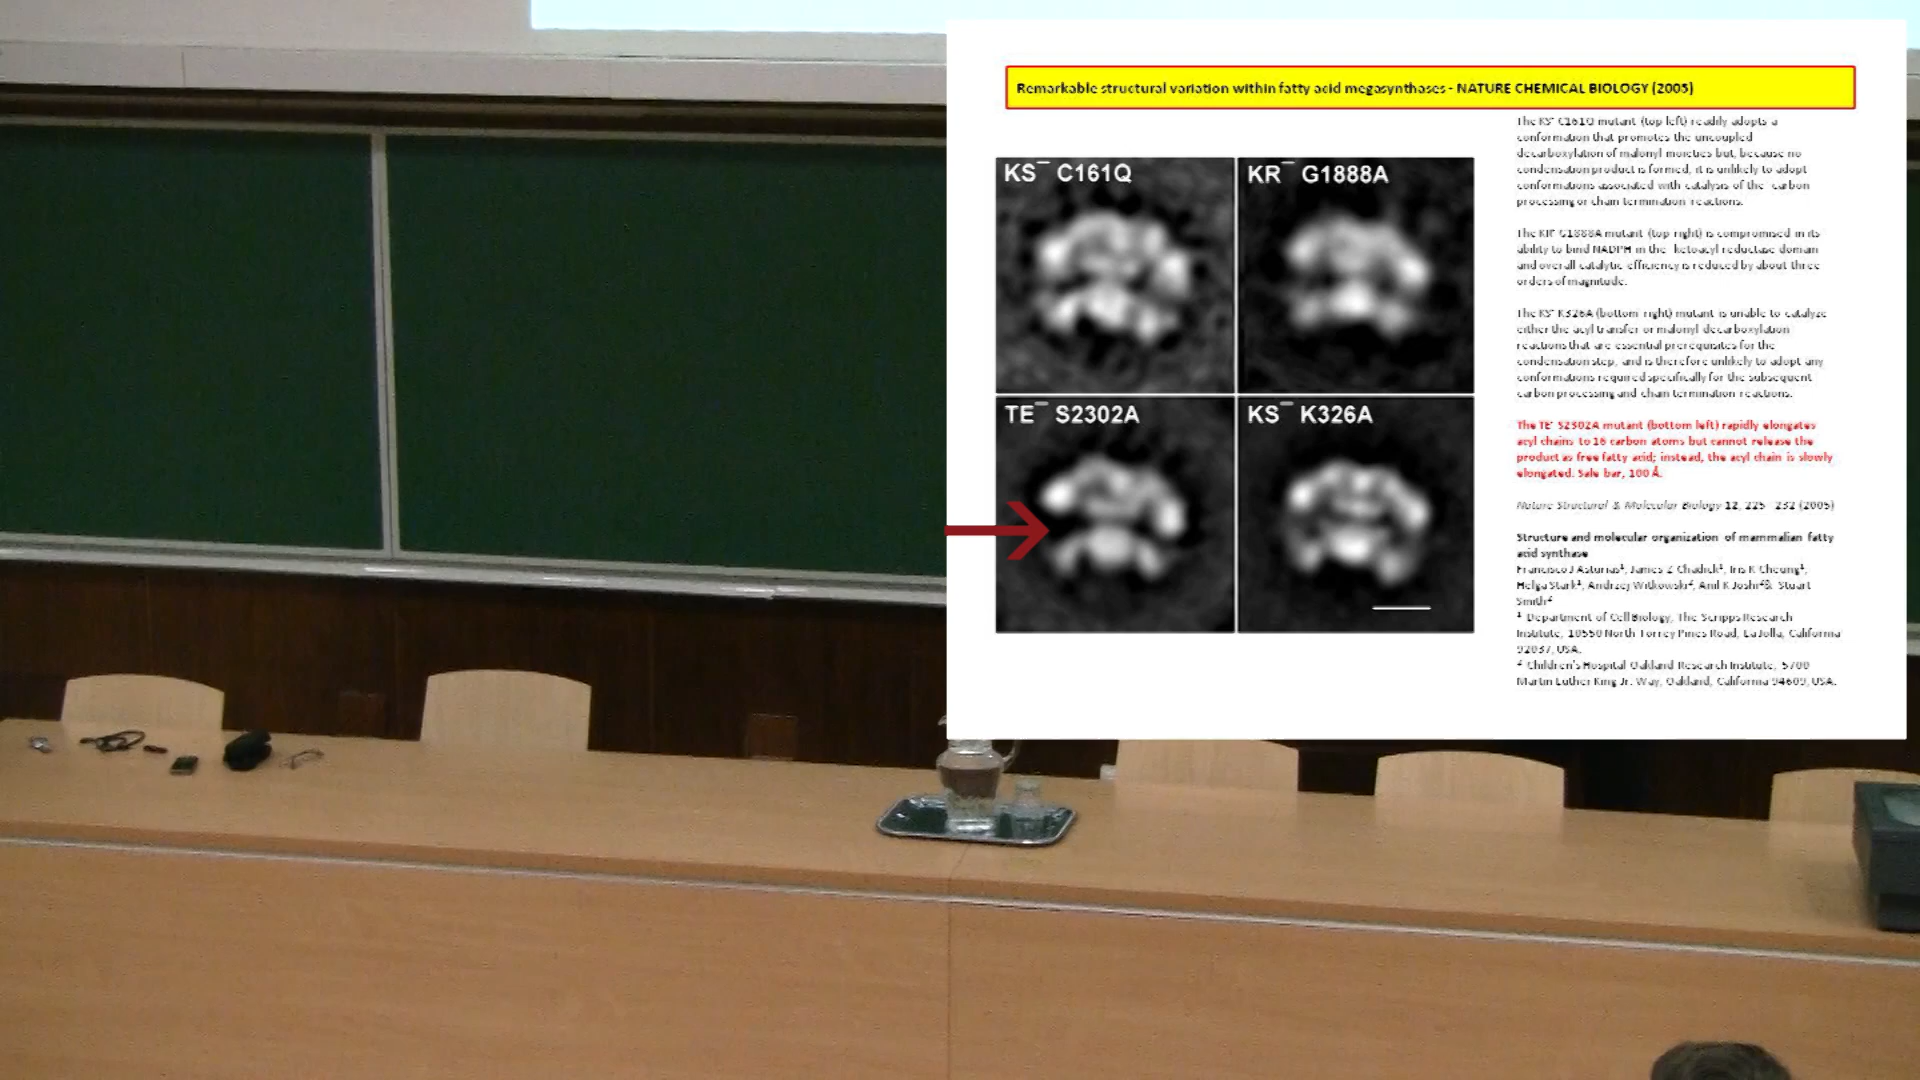 Remarkable structural variation within fatty acid megasynthases - NATURE CHEMICAL BIOLOGY (2005)
KS⁻ C161Q
KR⁻ G1888A
TE⁻ S2302A
KS⁻ K326A
The KS⁻ C161Q mutant (top left) readily adopts a
conformation that promotes the uncoupled
decarboxylation of malonyl moieties but, because no
condensation product is formed, it is unlikely to adopt
conformations associated with catalysis of the -carbon
processing or chain termination reactions.
The KR⁻ G1888A mutant (top right) is compromised in its
ability to bind NADPH in the -ketoacyl reductase domain
and overall catalytic efficiency is reduced by about three
orders of magnitude.
The KS⁻ K326A (bottom right) mutant is unable to catalyze
either the acyl transfer or malonyl decarboxylation
reactions that are essential prerequisites for the
condensation step, and is therefore unlikely to adopt any
conformations required specifically for the subsequent
carbon processing and chain termination reactions.
The TE⁻ S2302A mutant (bottom left) rapidly elongates
acyl chains to 16 carbon atoms but cannot release the
product as free fatty acid; instead, the acyl chain is slowly
elongated. Sale bar, 100 Å.
Nature Structural & Molecular Biology 12, 225 - 232 (2005)
Structure and molecular organization of mammalian fatty
acid synthase
Francisco J Asturias¹, James Z Chadick¹, Iris K Cheung¹,
Helga Stark¹, Andrzej Witkowski², Anil K Joshi²& Stuart
Smith²
¹ Department of Cell Biology, The Scripps Research
Institute, 10550 North Torrey Pines Road, La Jolla, California
92037, USA.
² Children's Hospital Oakland Research Institute, 5700
Martin Luther King Jr. Way, Oakland, California 94609, USA.